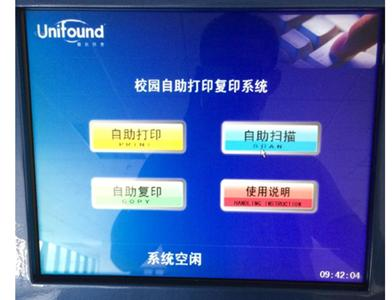 Unifound
校园自助打印复印系统
自助打印
PRINT
自助扫描
SCAN
自助复印
COPY
使用说明
HANDLING INSTRUCTION
系统空闲
09:42:04